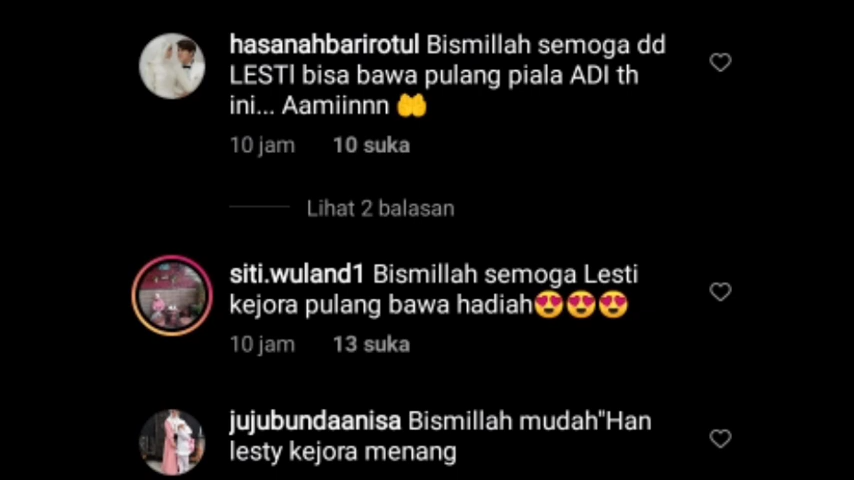 hasanahbarirotul Bismillah semoga dd
LESTI bisa bawa pulang piala ADI th
ini... Aamiinnn 🤲
10 jam 10 suka
Lihat 2 balasan
siti.wuland1 Bismillah semoga Lesti
kejora pulang bawa hadiah😍😍😍
10 jam 13 suka
jujubundaanisa Bismillah mudah"Han
lesty kejora menang